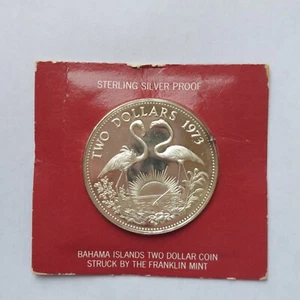 STERLING SILVER PROOF
TWO DOLLARS 1973
BAHAMA ISLANDS TWO DOLLAR COIN
STRUCK BY THE FRANKLIN MINT